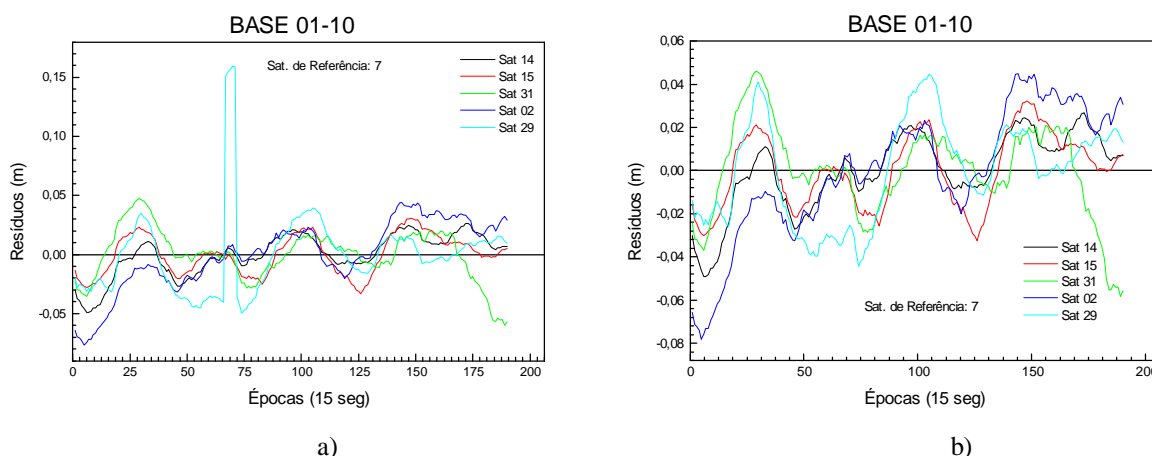 BASE 01-10
0,15
0,10
0,05
0,00
-0,05
Resíduos (m)
Sat. de Referência: 7
Sat 14
Sat 15
Sat 31
Sat 02
Sat 29
0 25 50 75 100 125 150 175 200
Épocas (15 seg)
a)
BASE 01-10
0,06
0,04
0,02
0,00
-0,02
-0,04
-0,06
-0,08
Resíduos (m)
Sat. de Referência: 7
Sat 14
Sat 15
Sat 31
Sat 02
Sat 29
0 50 100 150 200
Épocas (15 seg)
b)